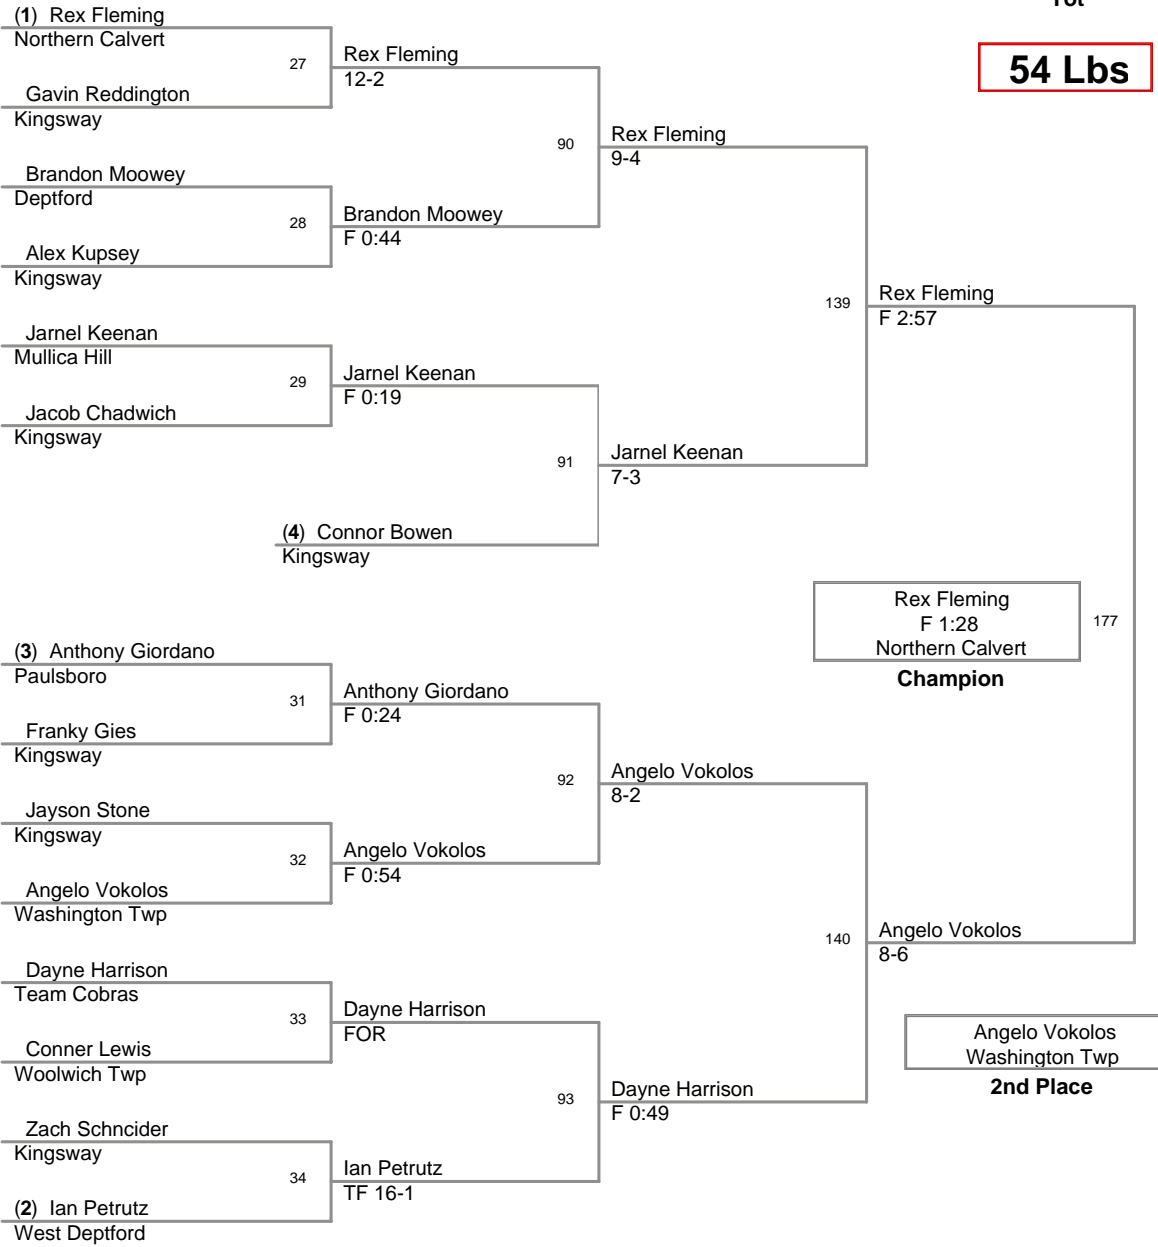 Tot
54 Lbs
(1) Rex Fleming
Northern Calvert
27
Gavin Reddington
Kingsway
Rex Fleming
12-2
Brandon Moowey
Deptford
28
Alex Kupsey
Kingsway
Brandon Moowey
F 0:44
90
Rex Fleming
9-4
Jarnel Keenan
Mullica Hill
29
Jacob Chadwich
Kingsway
Jarnel Keenan
F 0:19
91
(4) Connor Bowen
Kingsway
Jarnel Keenan
7-3
139
Rex Fleming
F 2:57
Rex Fleming
F 1:28
Northern Calvert
Champion
177
(3) Anthony Giordano
Paulsboro
31
Franky Gies
Kingsway
Anthony Giordano
F 0:24
Jayson Stone
Kingsway
32
Angelo Vokolos
Washington Twp
Angelo Vokolos
F 0:54
92
Angelo Vokolos
8-2
Dayne Harrison
Team Cobras
33
Conner Lewis
Woolwich Twp
Dayne Harrison
FOR
Zach Schncider
Kingsway
34
(2) Ian Petrutz
West Deptford
Ian Petrutz
TF 16-1
93
Dayne Harrison
F 0:49
140
Angelo Vokolos
8-6
Angelo Vokolos
Washington Twp
2nd Place